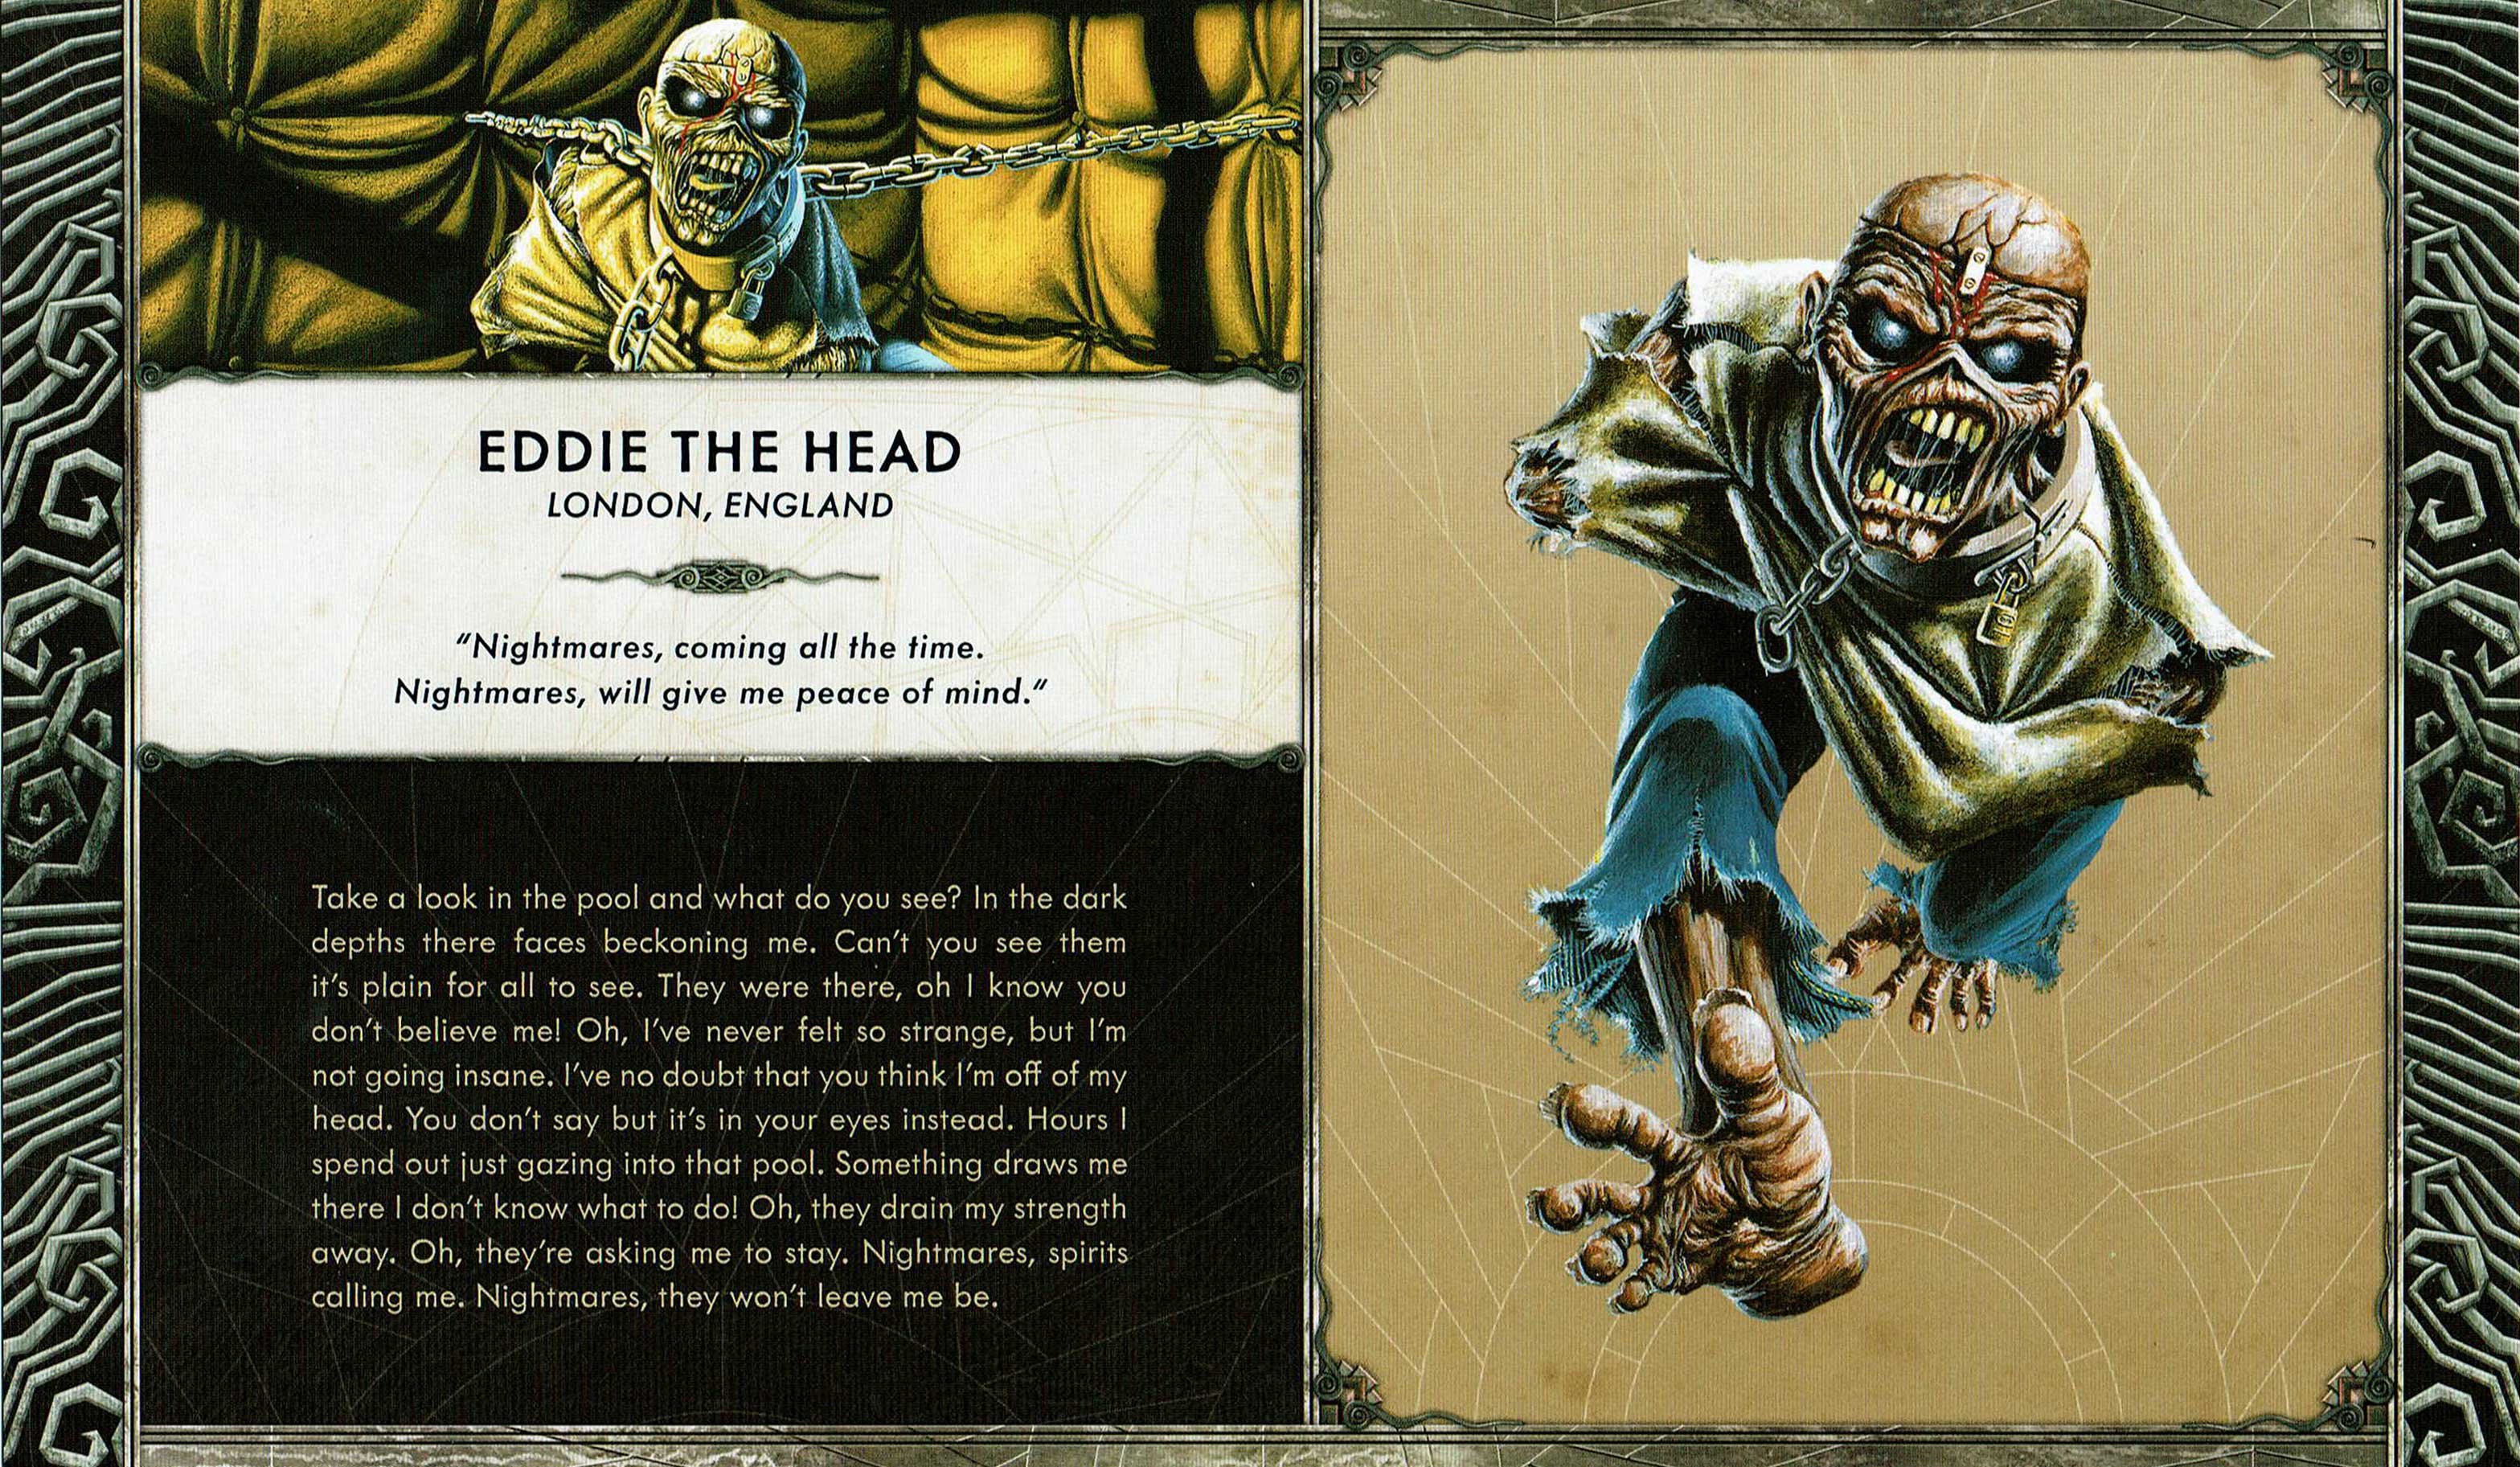 EDDIE THE HEAD
LONDON, ENGLAND
“Nightmares, coming all the time.
Nightmares, will give me peace of mind.”
Take a look in the pool and what do you see? In the dark
depths there faces beckoning me. Can’t you see them
it’s plain for all to see. They were there, oh I know you
don’t believe me! Oh, I’ve never felt so strange, but I’m
not going insane. I’ve no doubt that you think I’m off of my
head. You don’t say but it’s in your eyes instead. Hours I
spend out just gazing into that pool. Something draws me
there I don’t know what to do! Oh, they drain my strength
away. Oh, they’re asking me to stay. Nightmares, spirits
calling me. Nightmares, they won’t leave me be.